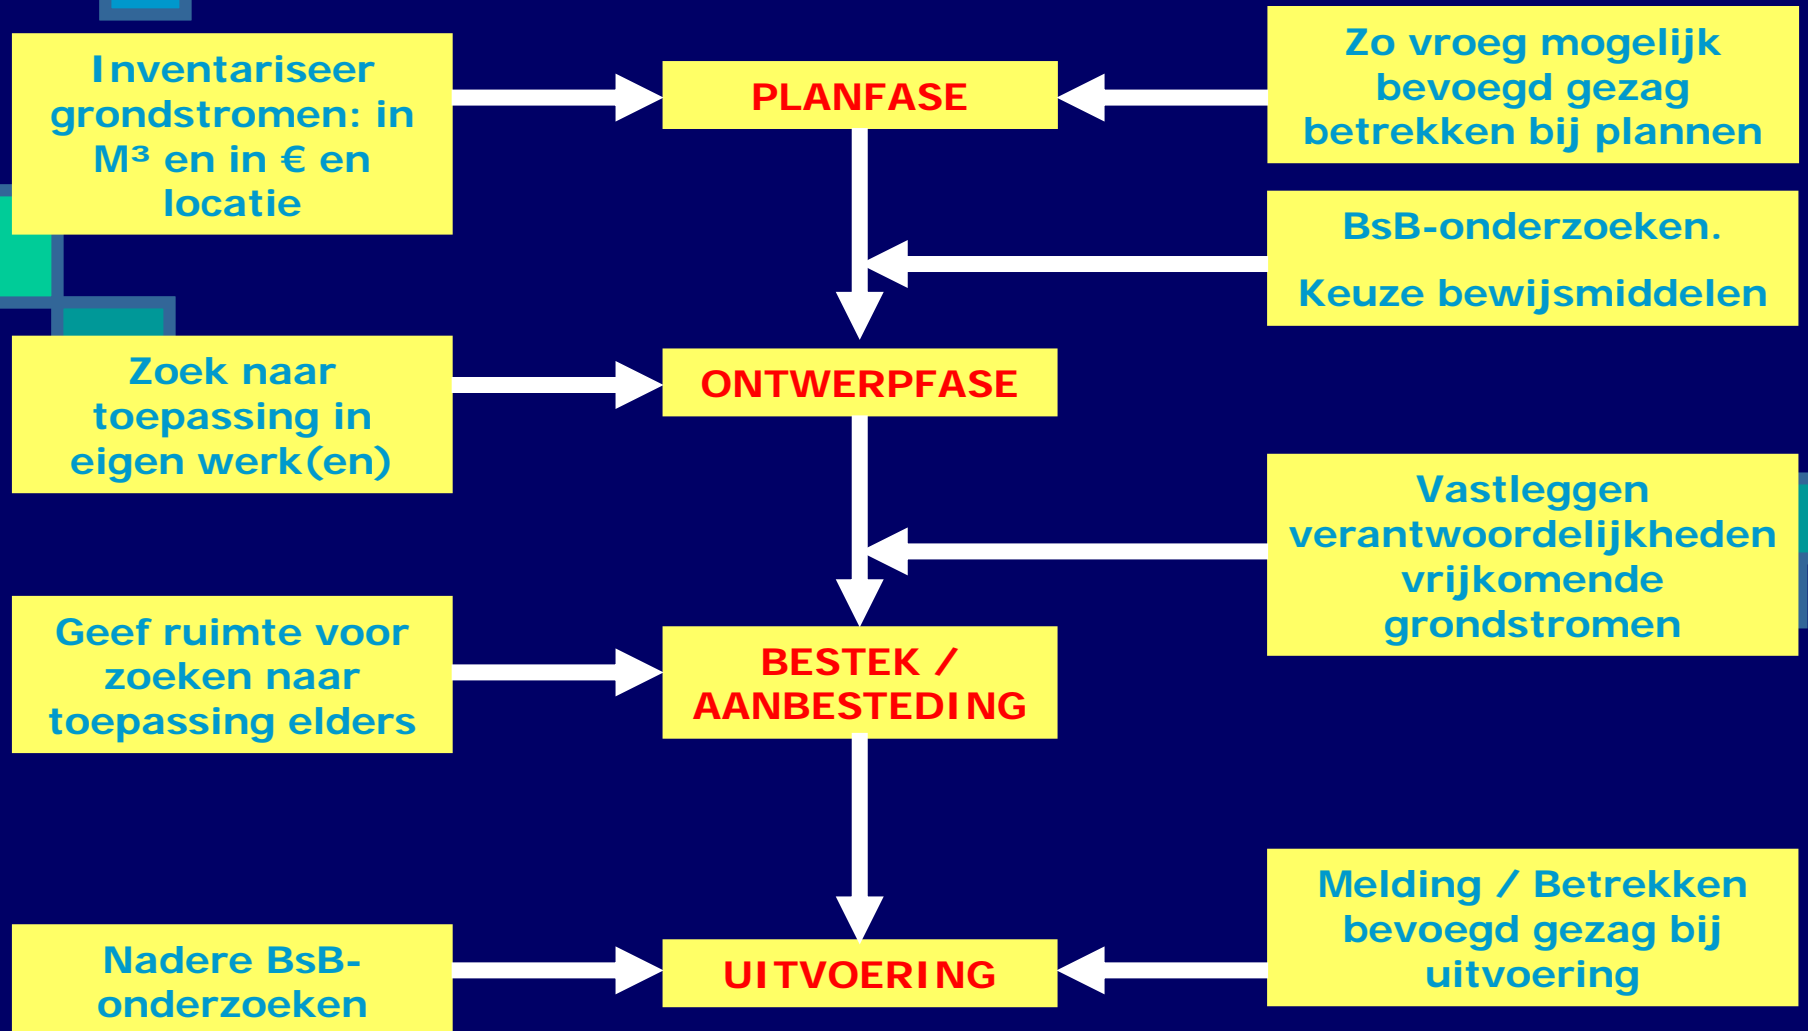 Inventariseer
grondstromen: in
M³ en in € en
locatie
PLANFASE
Zo vroeg mogelijk
bevoegd gezag
betrekken bij plannen
BsB-onderzoeken.
Keuze bewijsmiddelen
Zoek naar
toepassing in
eigen werk(en)
ONTWERPFASE
Vastleggen
verantwoordelijkheden
vrijkomende
grondstromen
Geef ruimte voor
zoeken naar
toepassing elders
BESTEK /
AANBESTEDING
Melding / Betrekken
bevoegd gezag bij
uitvoering
Nadere BsB-
onderzoeken
UITVOERING